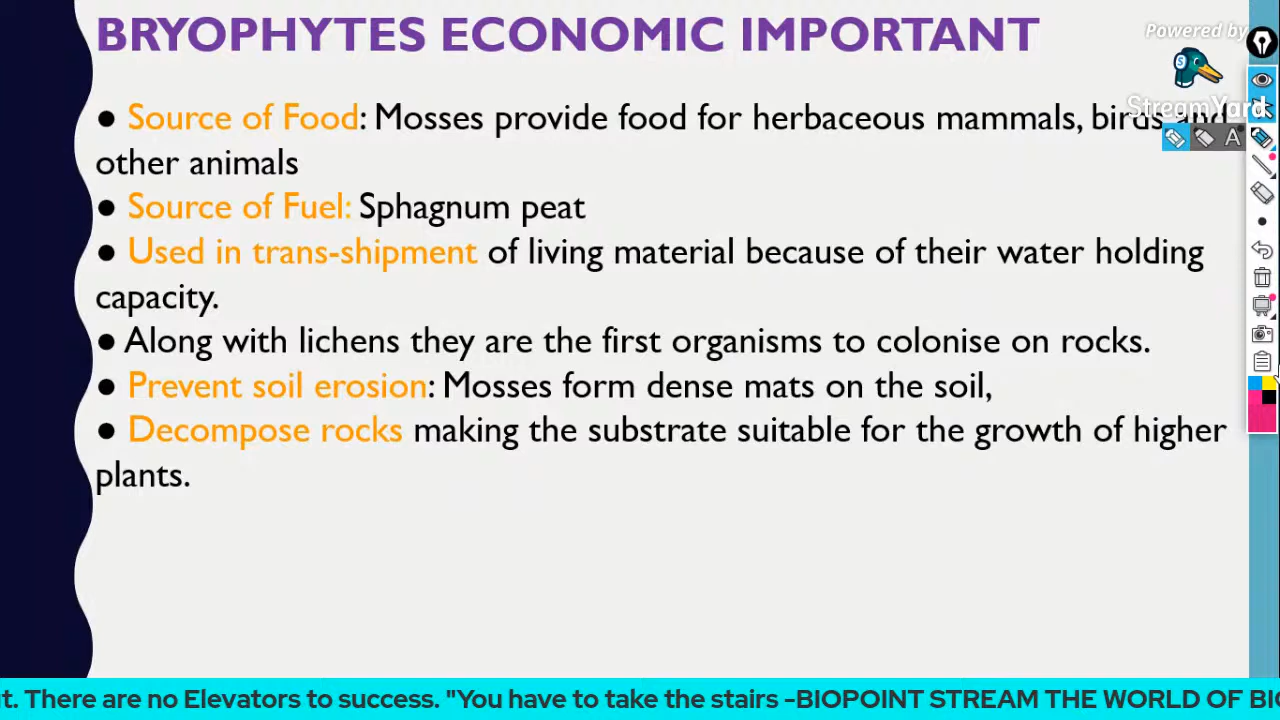 BRYOPHYTES ECONOMIC IMPORTANT
Powered by
StreamYard
● Source of Food: Mosses provide food for herbaceous mammals, birds and
other animals
● Source of Fuel: Sphagnum peat
● Used in trans-shipment of living material because of their water holding
capacity.
● Along with lichens they are the first organisms to colonise on rocks.
● Prevent soil erosion: Mosses form dense mats on the soil,
● Decompose rocks making the substrate suitable for the growth of higher
plants.
There are no Elevators to success. "You have to take the stairs -BIOPOINT STREAM THE WORLD OF